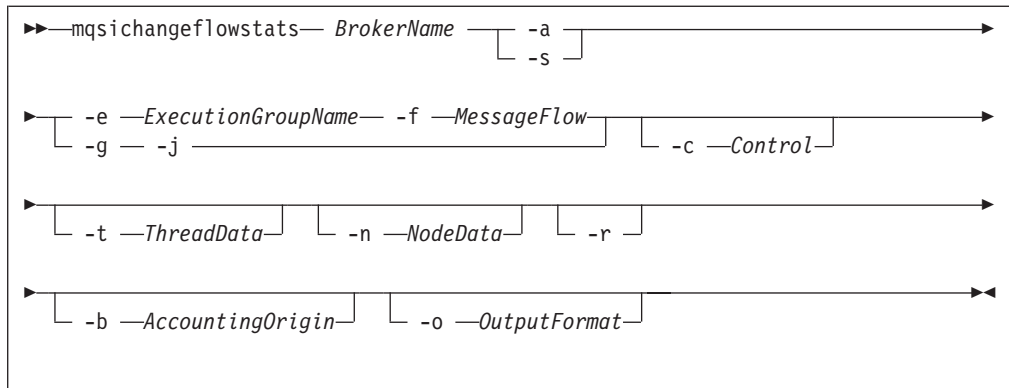 mqsichangeflowstats BrokerName -a
-s
-e ExecutionGroupName -f MessageFlow
-g -j -c Control
-t ThreadData -n NodeData -r
-b AccountingOrigin -o OutputFormat